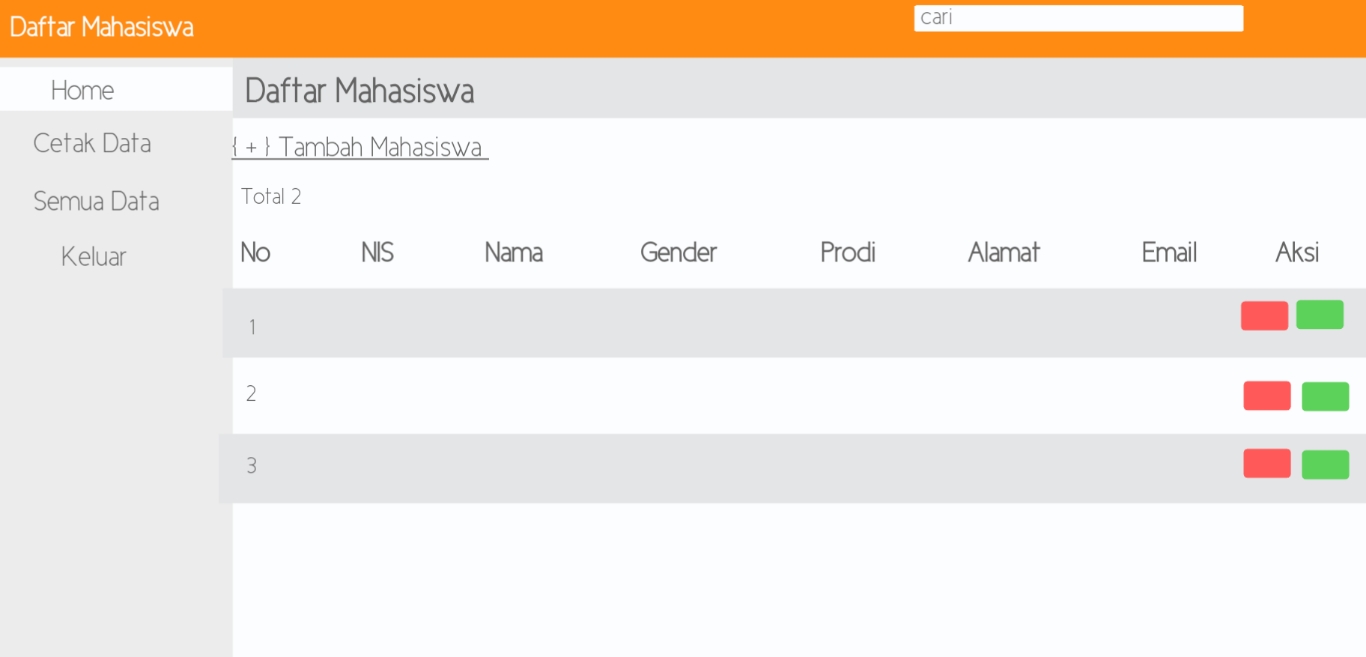 Daftar Mahasiswa
cari
Home
Cetak Data
Semua Data
Keluar
Daftar Mahasiswa
{ + } Tambah Mahasiswa
Total 2
No NIS Nama Gender Prodi Alamat Email Aksi
1
2
3